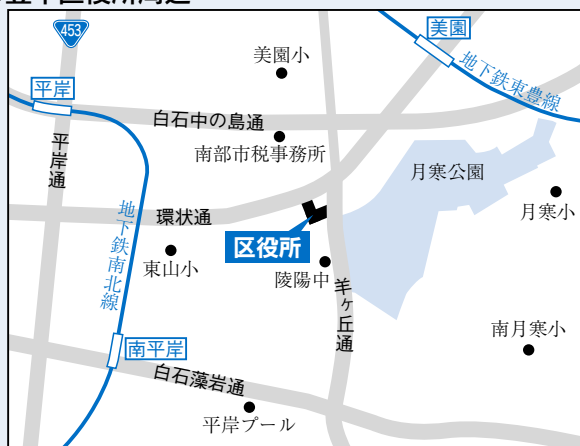 453
美園
美園小
地下鉄東豊線
平岸
白石中の島通
平岸通
南部市税事務所
月寒公園
月寒小
地下鉄南北線
環状通
区役所
東山小
陵陽中
羊ヶ丘通
南月寒小
南平岸
白石藻岩通
平岸プール